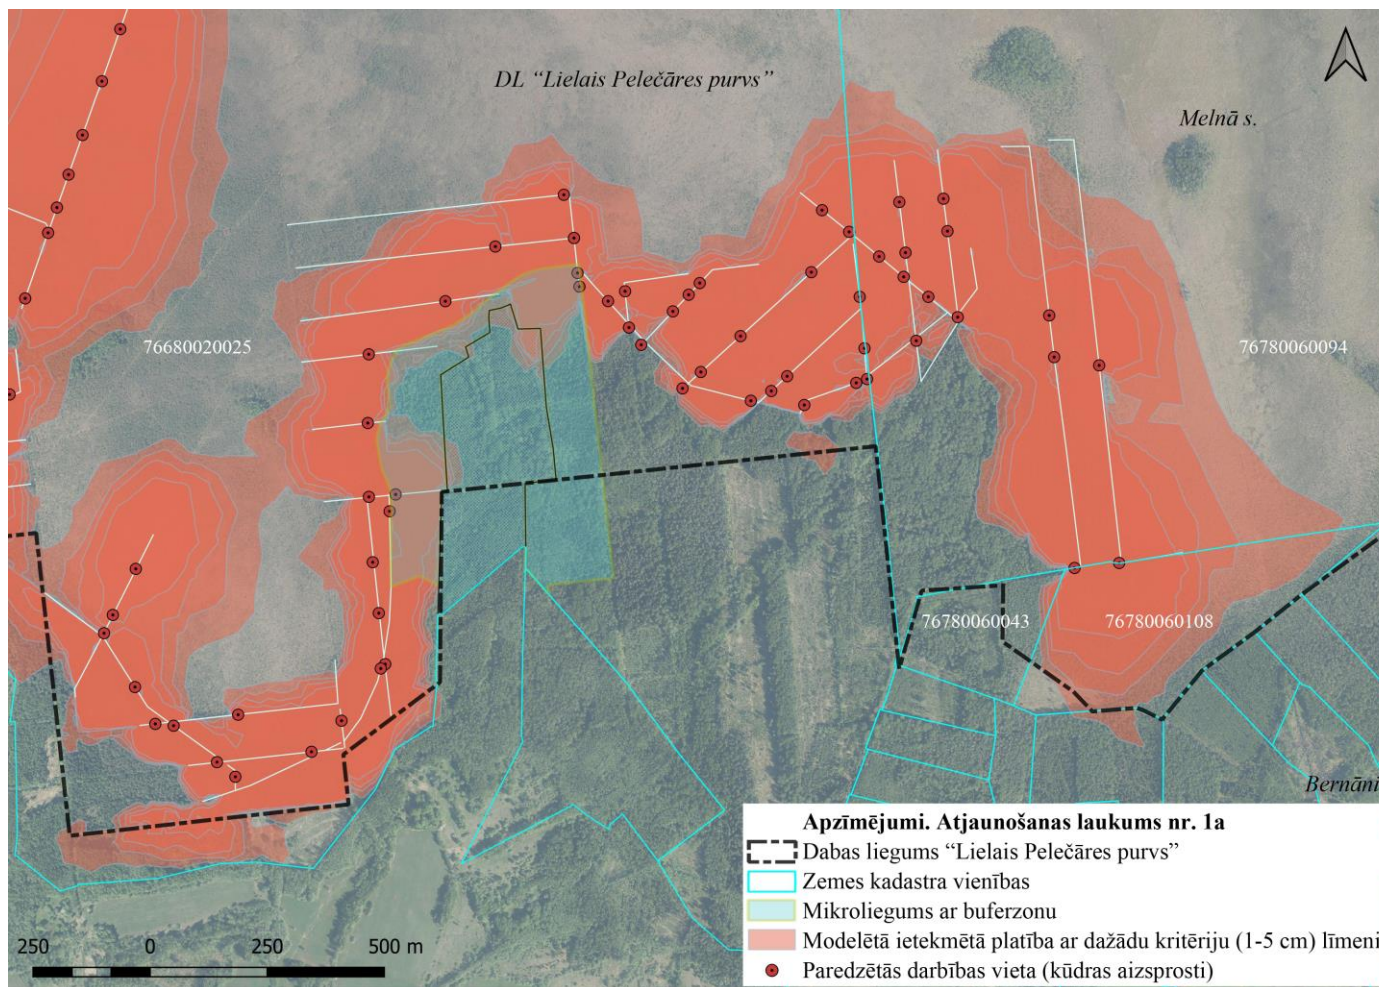 DL “Lielais Pelečāres purvs”
Melnā s.
76680020025
76780060094
76780060043
76780060108
Bernāni
Apzīmējumi. Atjaunošanas laukums nr. 1a
Dabas liegums “Lielais Pelečāres purvs”
Zemes kadastra vienības
Mikroliegums ar buferzonu
Modelētā ietekmētā platība ar dažādu kritēriju (1-5 cm) līmeni
Paredzētās darbības vieta (kūdras aizsprosti)
250 0 250 500 m